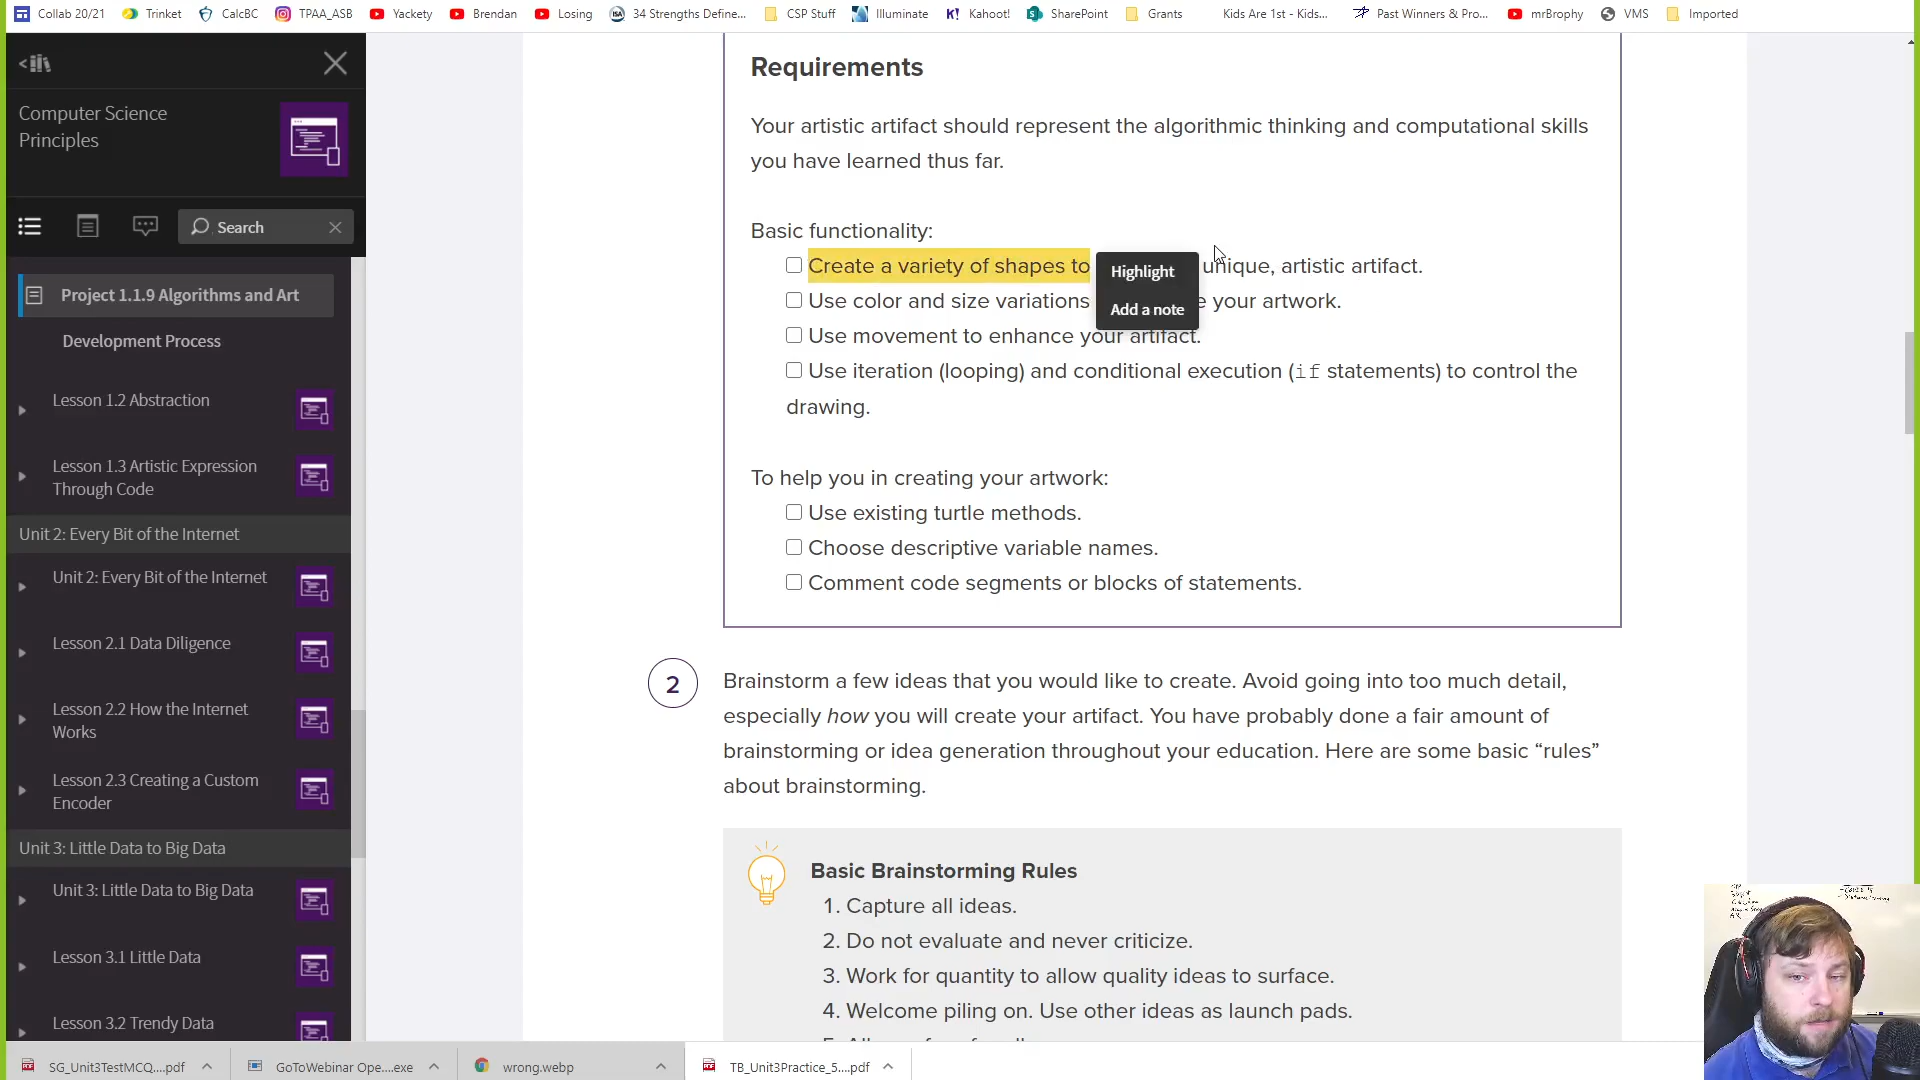 Collab 20/21 Trinket CalcBC TPAA_ASB Yackety Brendan Losing 34 Strengths Define... CSP Stuff Illuminate Kahoot! SharePoint Grants Kids Are 1st - Kids... Past Winners & Pro... mrBrophy VMS Imported
Computer Science
Principles
Search
Project 1.1.9 Algorithms and Art
Development Process
Lesson 1.2 Abstraction
Lesson 1.3 Artistic Expression
Through Code
Unit 2: Every Bit of the Internet
Unit 2: Every Bit of the Internet
Lesson 2.1 Data Diligence
Lesson 2.2 How the Internet
Works
Lesson 2.3 Creating a Custom
Encoder
Unit 3: Little Data to Big Data
Unit 3: Little Data to Big Data
Lesson 3.1 Little Data
Lesson 3.2 Trendy Data
Requirements
Your artistic artifact should represent the algorithmic thinking and computational skills
you have learned thus far.
Basic functionality:
Create a variety of shapes to unique, artistic artifact.
Use color and size variations your artwork.
Use movement to enhance your artifact.
Use iteration (looping) and conditional execution (if statements) to control the
drawing.
Highlight
Add a note
To help you in creating your artwork:
Use existing turtle methods.
Choose descriptive variable names.
Comment code segments or blocks of statements.
2
Brainstorm a few ideas that you would like to create. Avoid going into too much detail,
especially how you will create your artifact. You have probably done a fair amount of
brainstorming or idea generation throughout your education. Here are some basic “rules”
about brainstorming.
Basic Brainstorming Rules
1. Capture all ideas.
2. Do not evaluate and never criticize.
3. Work for quantity to allow quality ideas to surface.
4. Welcome piling on. Use other ideas as launch pads.
SG_Unit3TestMCQ....pdf GoToWebinar Ope....exe wrong.webp TB_Unit3Practice_5....pdf